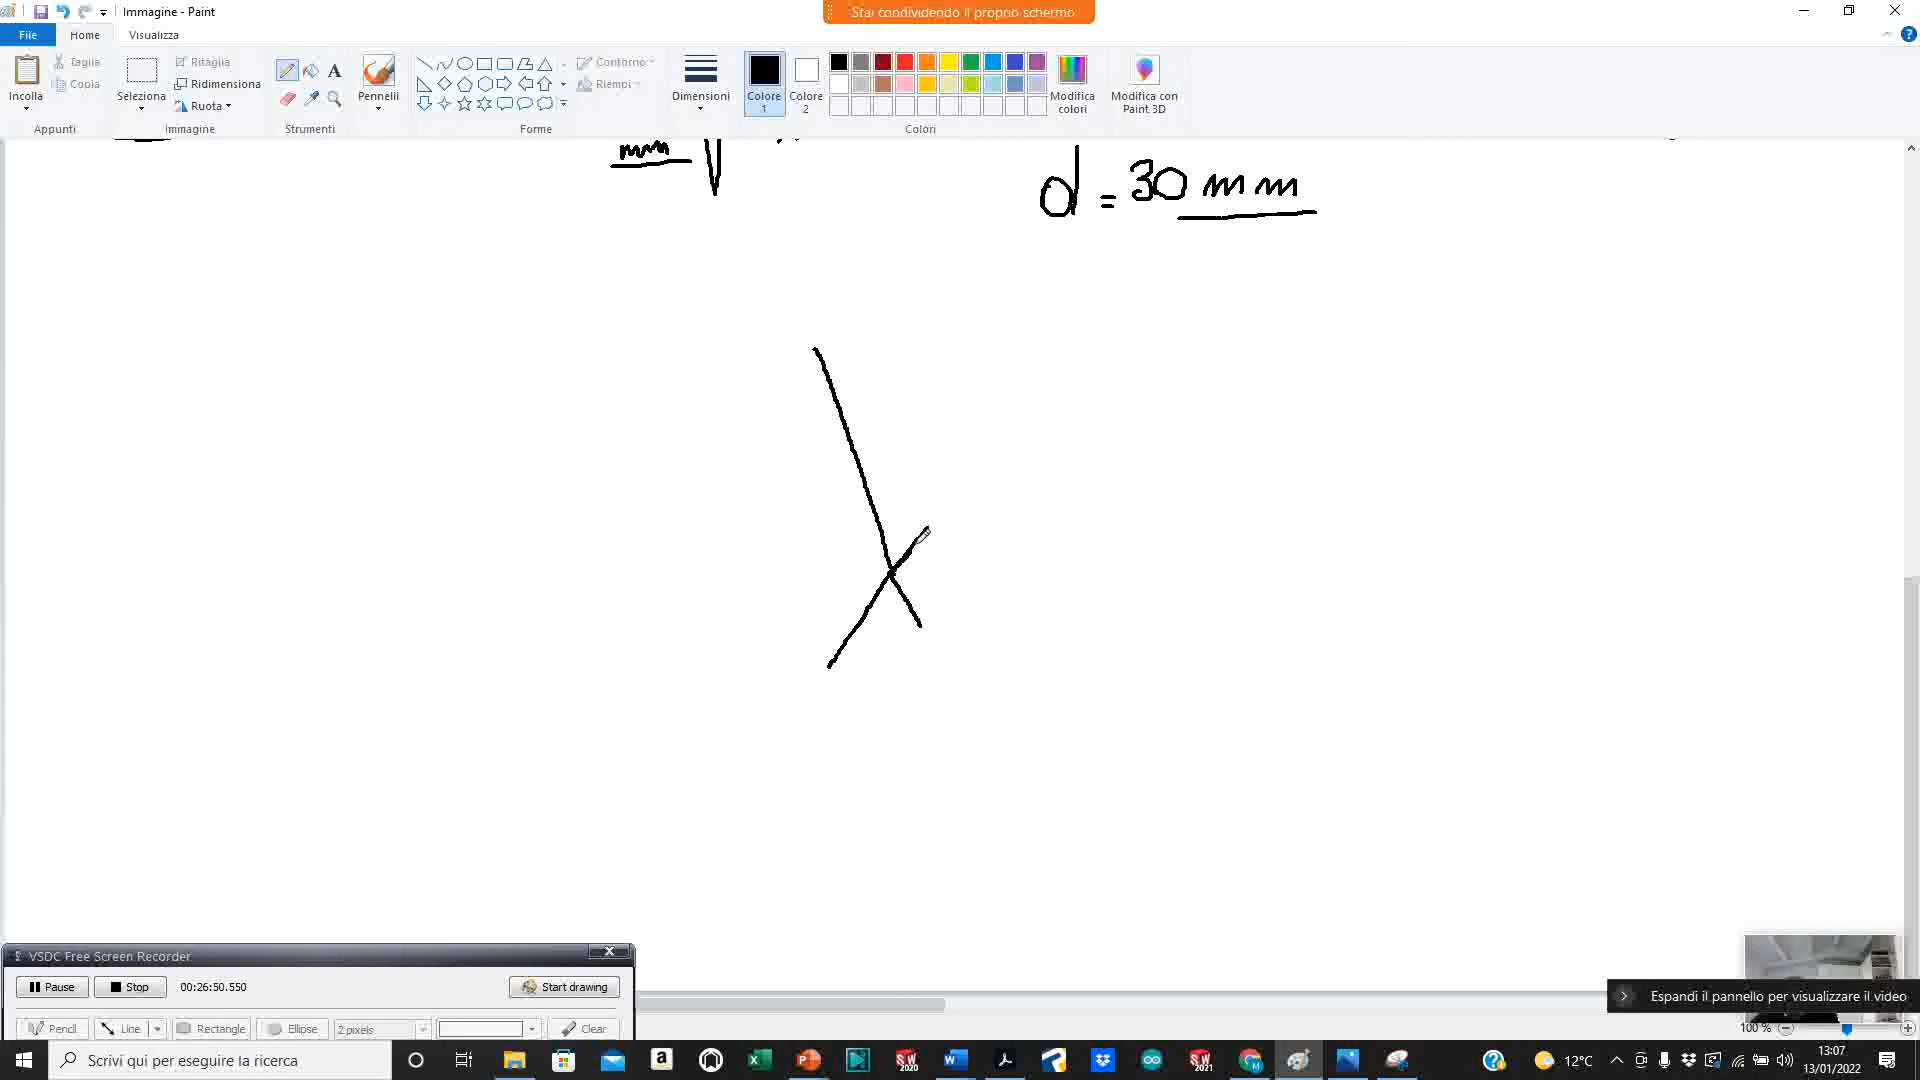 Immagine - Paint
Stai condividendo il proprio schermo
File
Home
Visualizza
Incolla
Taglia
Copia
Appunti
Seleziona
Ritaglia
Ridimensiona
Ruota
Immagine
Strumenti
Pennelli
Contorno
Riempi
Forme
Dimensioni
Colore
1
Colore
2
Colori
Modifica
colori
Modifica con
Paint 3D
mm
d = 30 mm
VSDC Free Screen Recorder
Pause
Stop
00:26:50.550
Start drawing
Pencil
Line
Rectangle
Ellipse
2 pixels
Clear
Espandi il pannello per visualizzare il video
100 %
Scrivi qui per eseguire la ricerca
12°C
13:07
13/01/2022